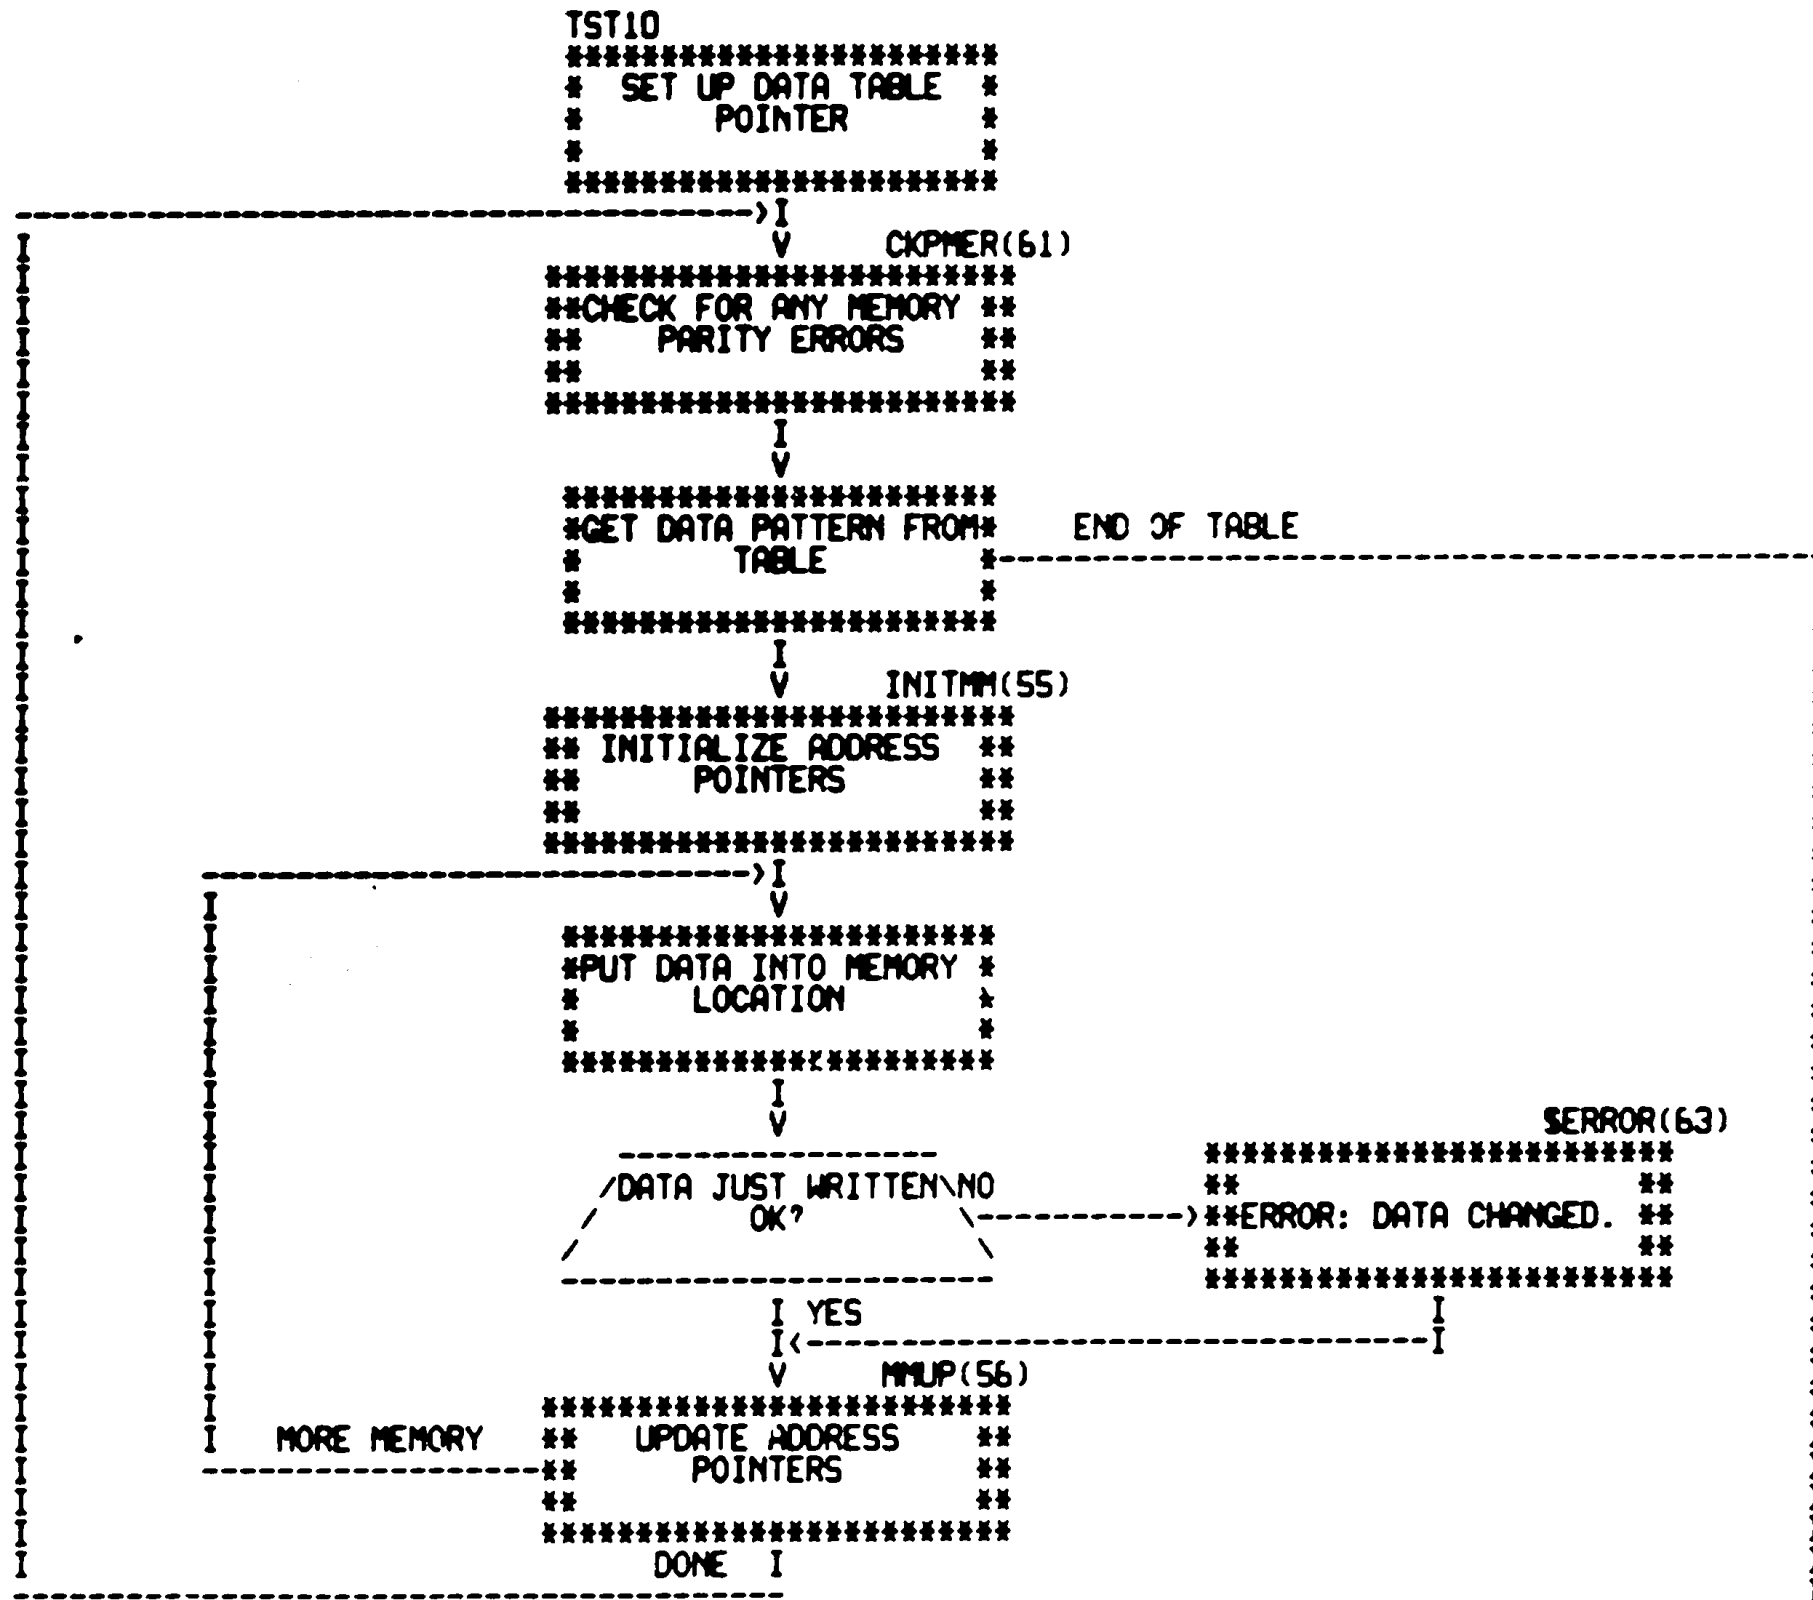 TST10
SET UP DATA TABLE
POINTER
CKPMER(61)
CHECK FOR ANY MEMORY
PARITY ERRORS
GET DATA PATTERN FROM
TABLE
END OF TABLE
INITMM(55)
INITIALIZE ADDRESS
POINTERS
PUT DATA INTO MEMORY
LOCATION
DATA JUST WRITTEN NO
OK?
$ERROR(63)
ERROR: DATA CHANGED.
YES
MMUP(56)
MORE MEMORY
UPDATE ADDRESS
POINTERS
DONE